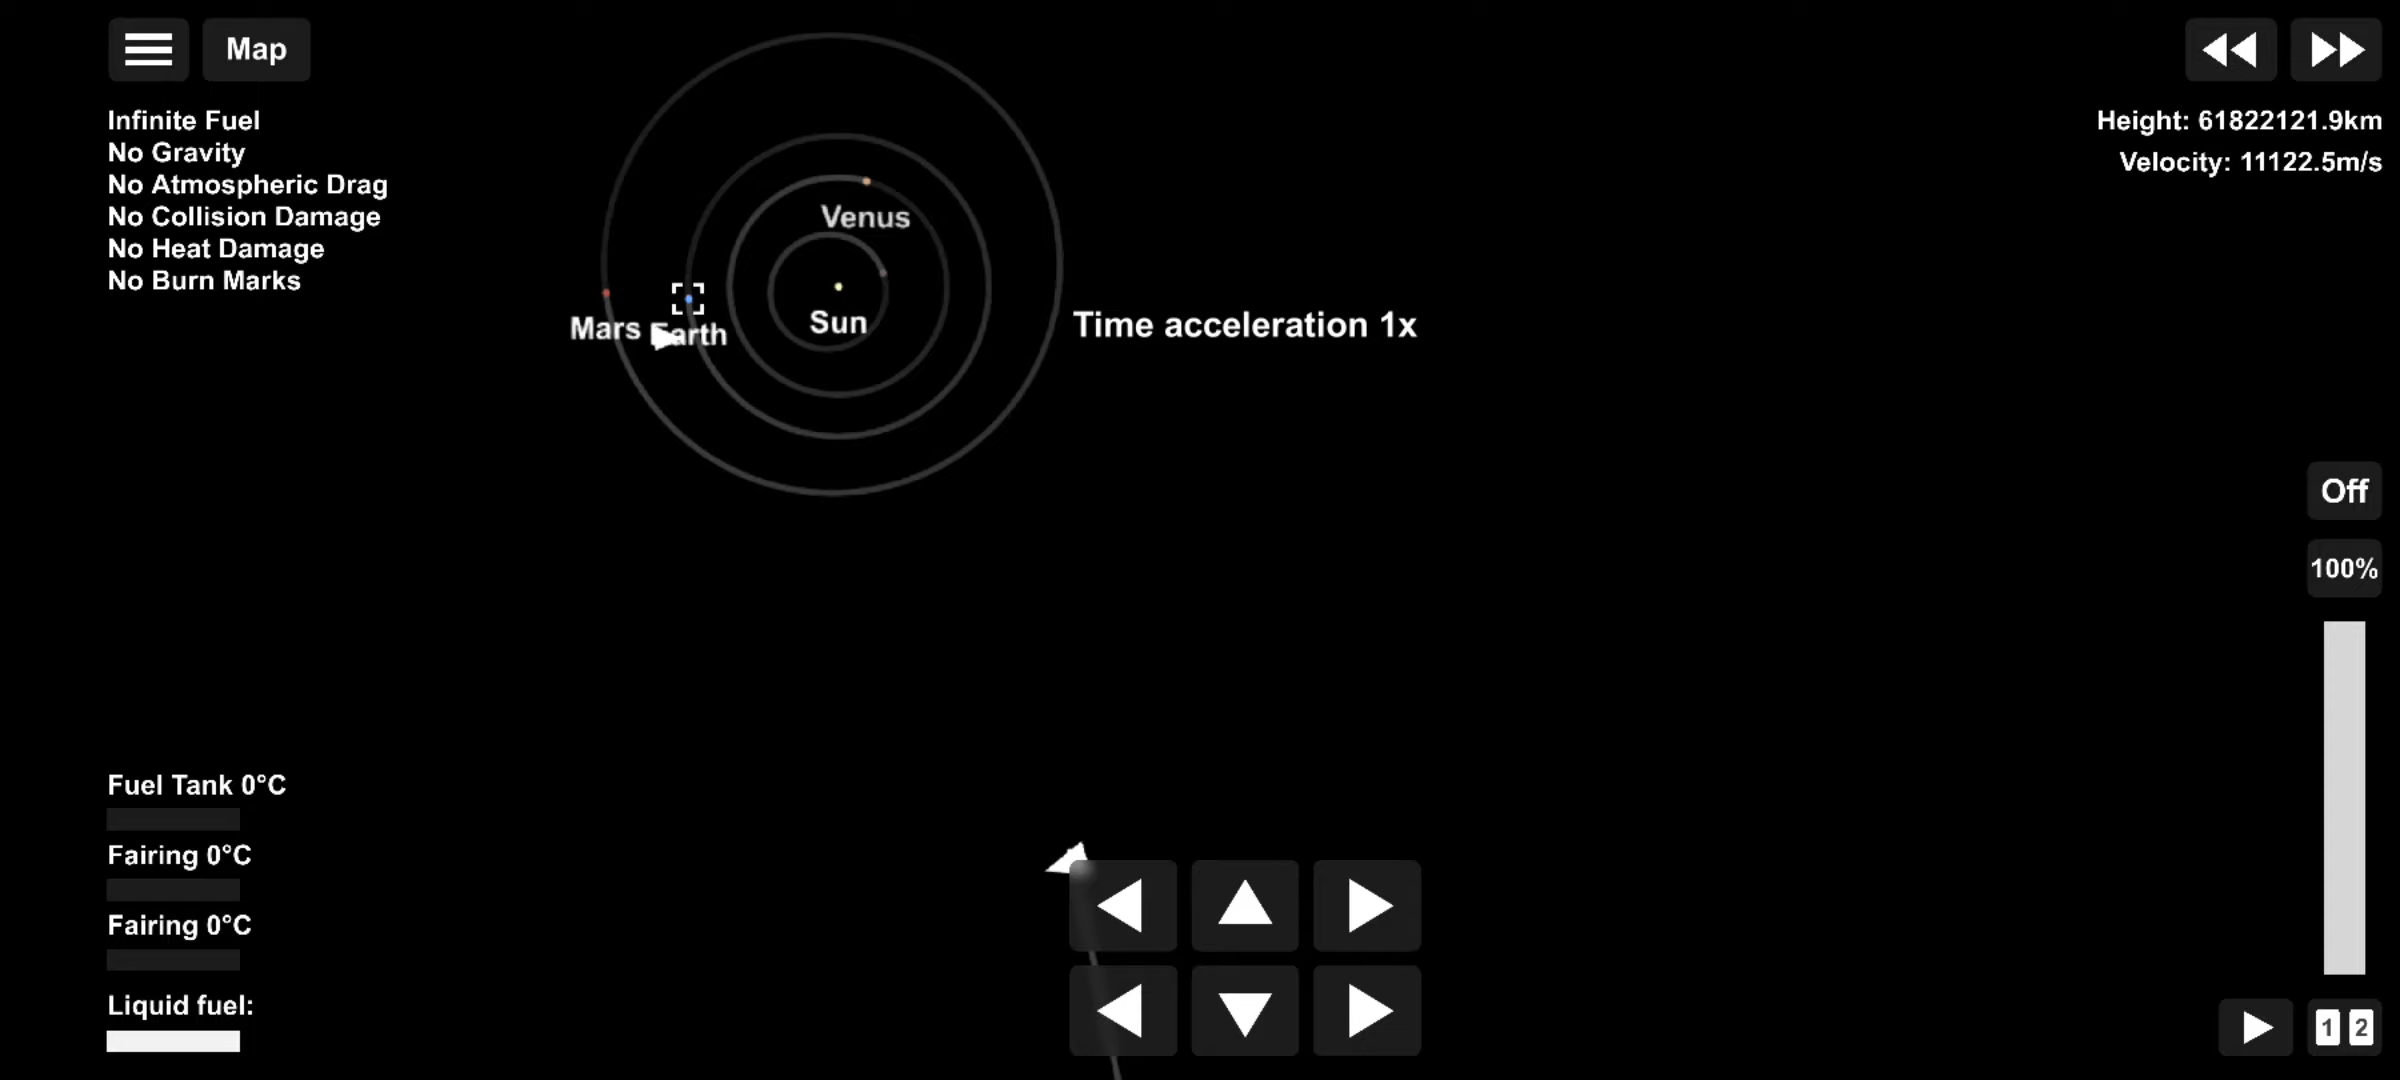 Map
Infinite Fuel
No Gravity
No Atmospheric Drag
No Collision Damage
No Heat Damage
No Burn Marks
Height: 61822121.9km
Velocity: 11122.5m/s
Venus
Sun
Mars
Earth
Time acceleration 1x
Off
100%
Fuel Tank 0°C
Fairing 0°C
Fairing 0°C
Liquid fuel:
1 2